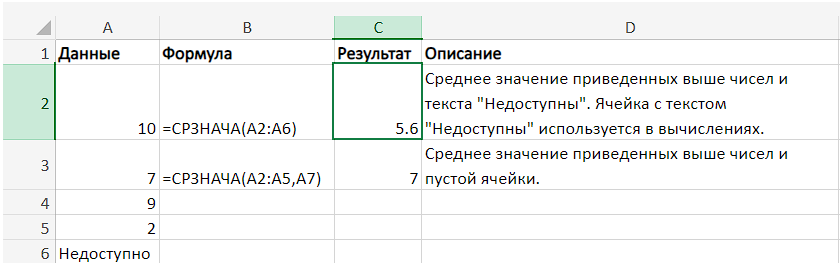 A B C D
1 Данные Формула Результат Описание
Среднее значение приведенных выше чисел и
текста "Недоступны". Ячейка с текстом
2 10 =СРЗНАЧА(A2:A6) 5.6 "Недоступны" используется в вычислениях.
Среднее значение приведенных выше чисел и
3 7 =СРЗНАЧА(A2:A5,A7) 7 пустой ячейки.
4 9
5 2
6 Недоступно